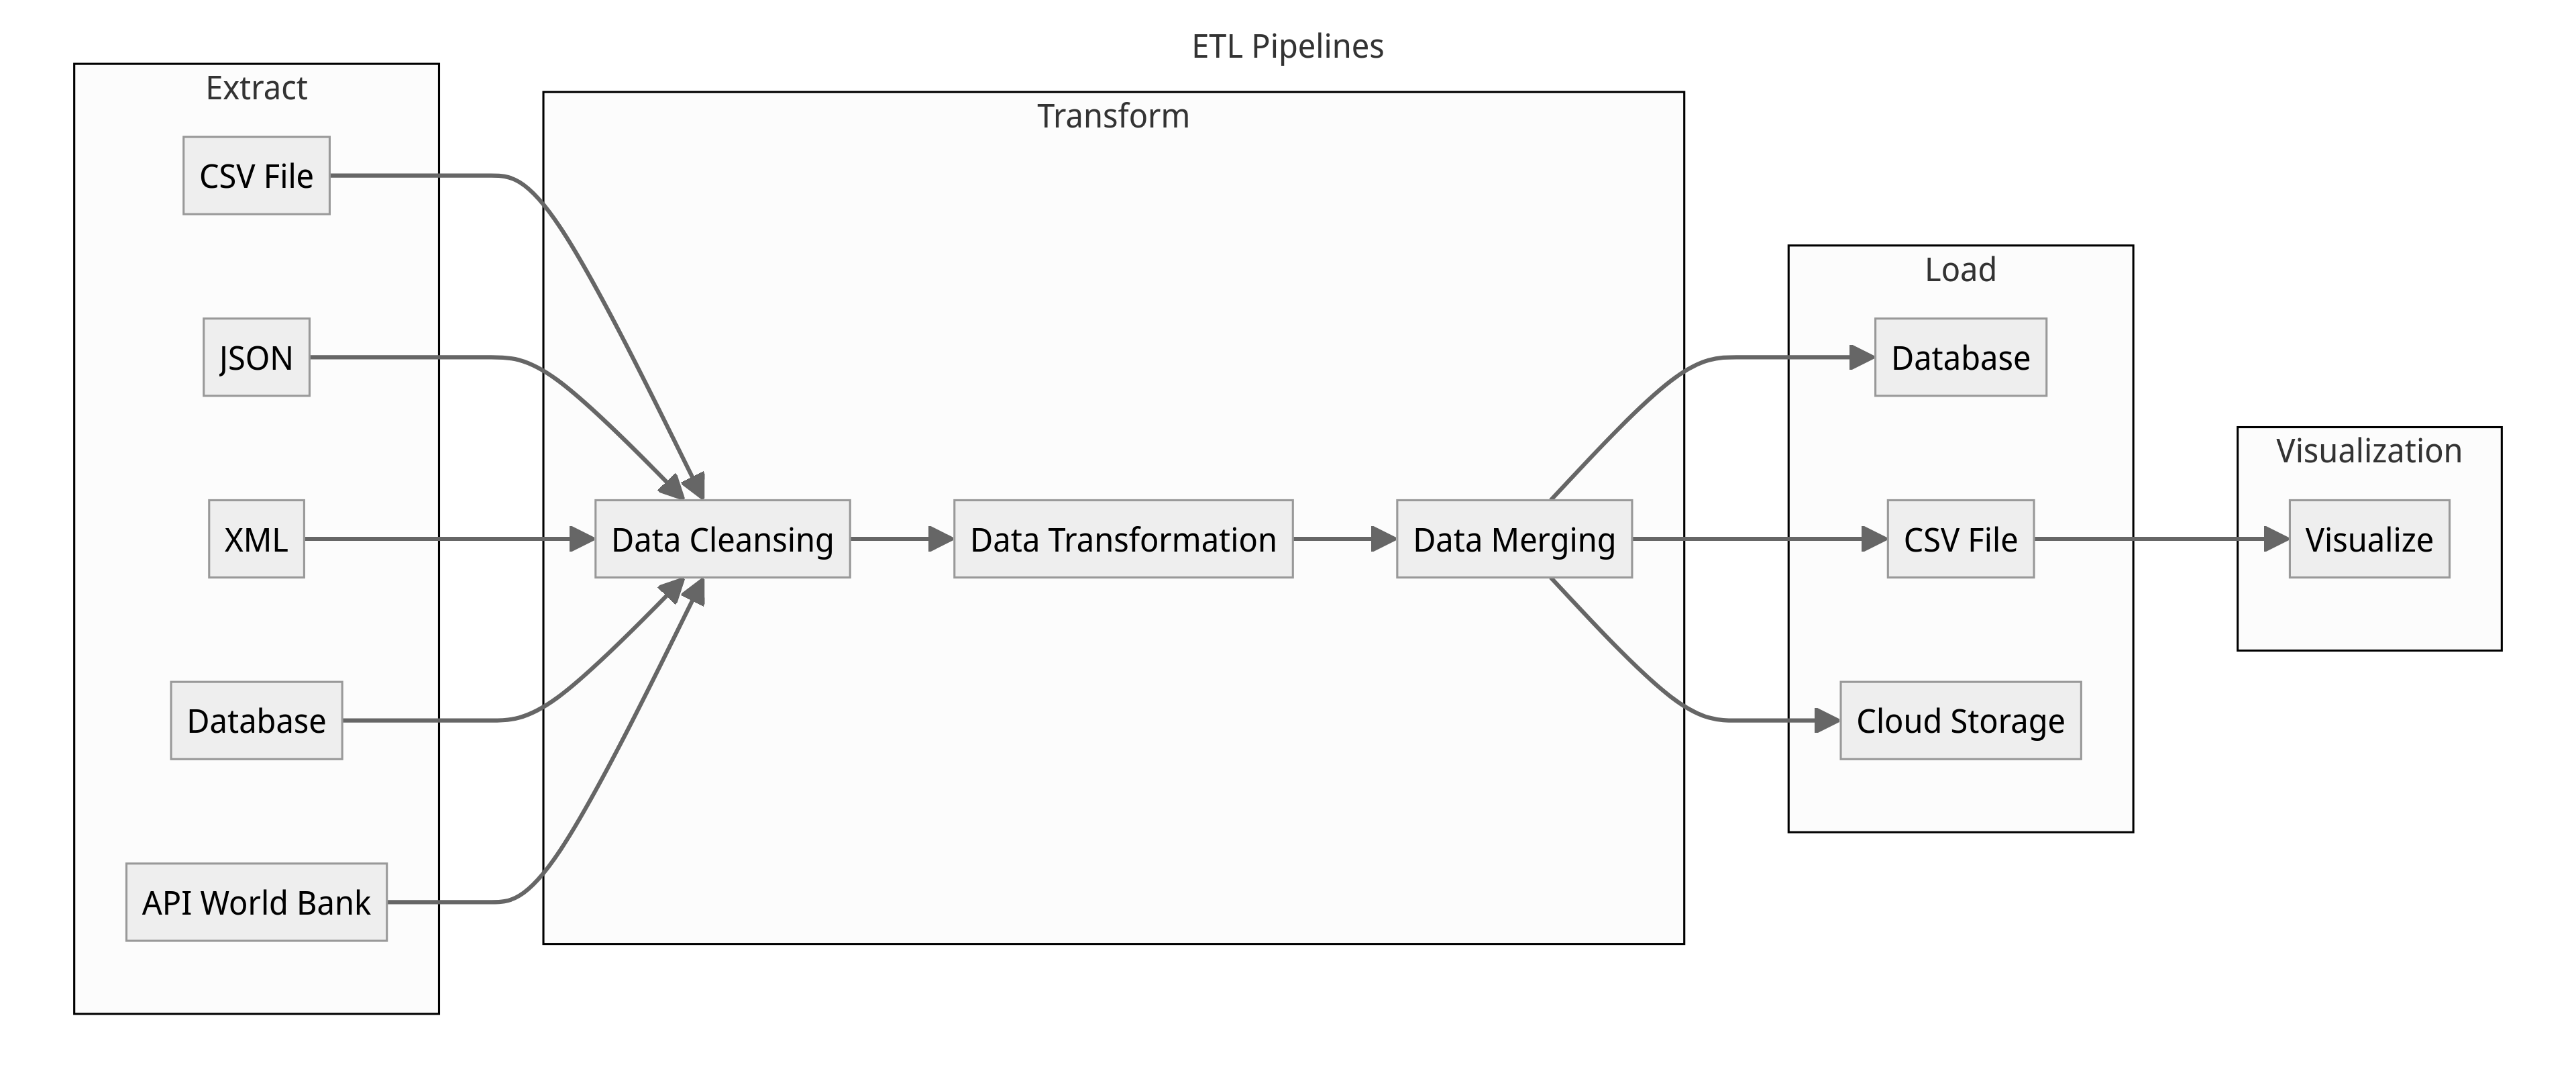 ETL Pipelines
Extract
CSV File
JSON
XML
Database
API World Bank
Transform
Data Cleansing
Data Transformation
Data Merging
Load
Database
CSV File
Cloud Storage
Visualization
Visualize